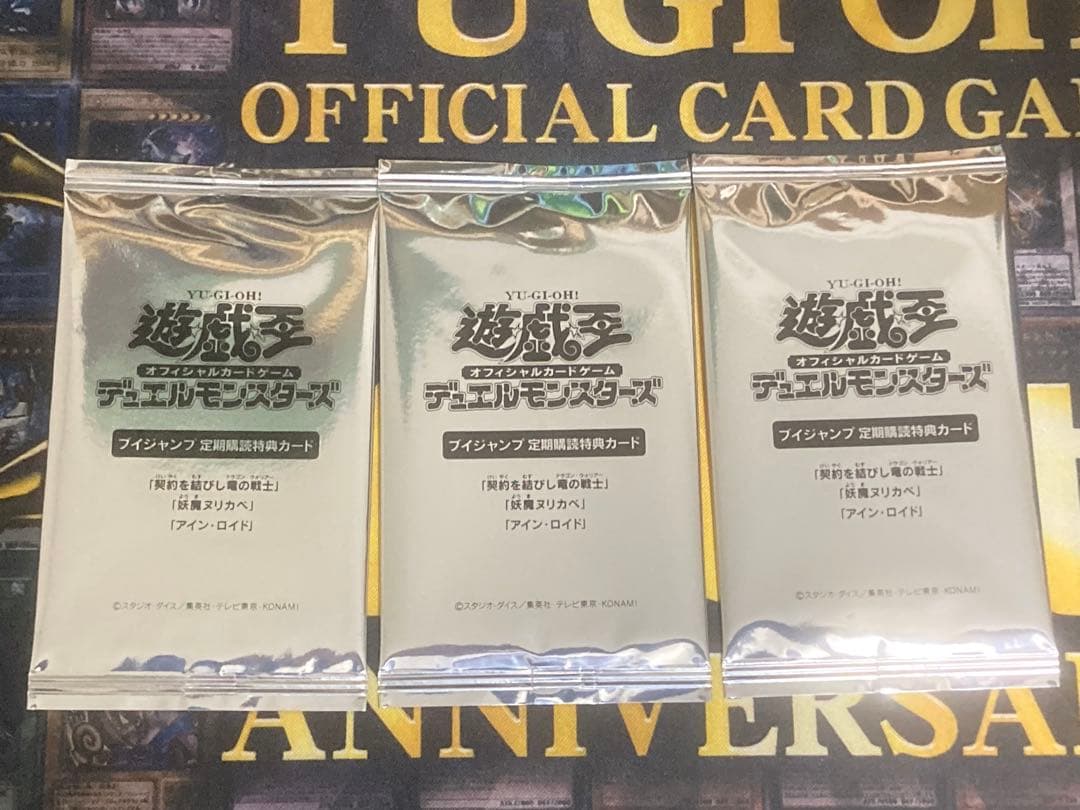 YU-GI-OH
OFFICIAL CARD GA
YU-GI-OH!
遊戯王
オフィシャルカードゲーム
デュエルモンスターズ
ブイジャンプ 定期購読特典カード
「契約を結びし竜の戦士」
「妖魔ヌリカベ」
「アイン・ロイド」
©スタジオ・ダイス/集英社・テレビ東京・KONAMI
YU-GI-OH!
遊戯王
オフィシャルカードゲーム
デュエルモンスターズ
ブイジャンプ 定期購読特典カード
「契約を結びし竜の戦士」
「妖魔ヌリカベ」
「アイン・ロイド」
©スタジオ・ダイス/集英社・テレビ東京・KONAMI
YU-GI-OH!
遊戯王
オフィシャルカードゲーム
デュエルモンスターズ
ブイジャンプ 定期購読特典カード
「契約を結びし竜の戦士」
「妖魔ヌリカベ」
「アイン・ロイド」
©スタジオ・ダイス/集英社・テレビ東京・KONAMI
ANNIVERSA